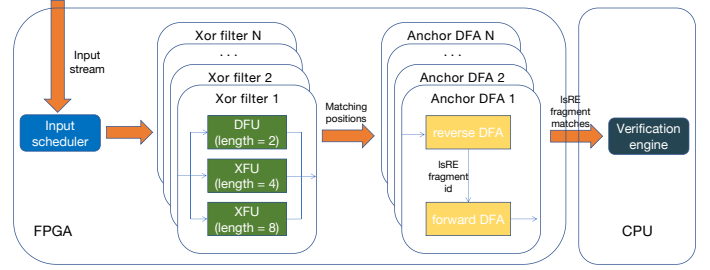 Input
stream
Input
scheduler
FPGA
Xor filter N
. . .
Xor filter 2
Xor filter 1
DFU
(length = 2)
XFU
(length = 4)
XFU
(length = 8)
Matching
positions
Anchor DFA N
. . .
Anchor DFA 2
Anchor DFA 1
reverse DFA
IsRE
fragment
id
forward DFA
IsRE
fragment
matches
Verification
engine
CPU